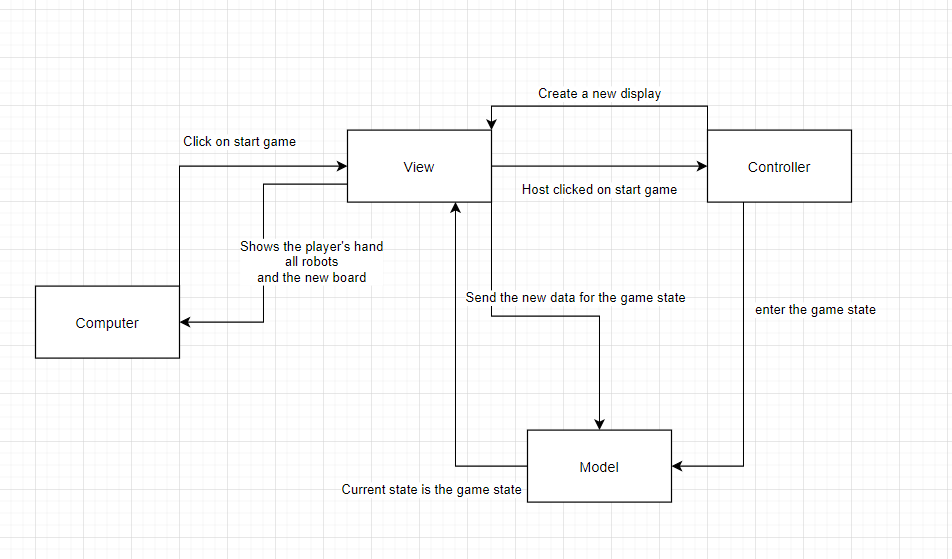 Create a new display
Click on start game
View
Controller
Host clicked on start game
Shows the player's hand
all robots
and the new board
Send the new data for the game state
enter the game state
Computer
Model
Current state is the game state